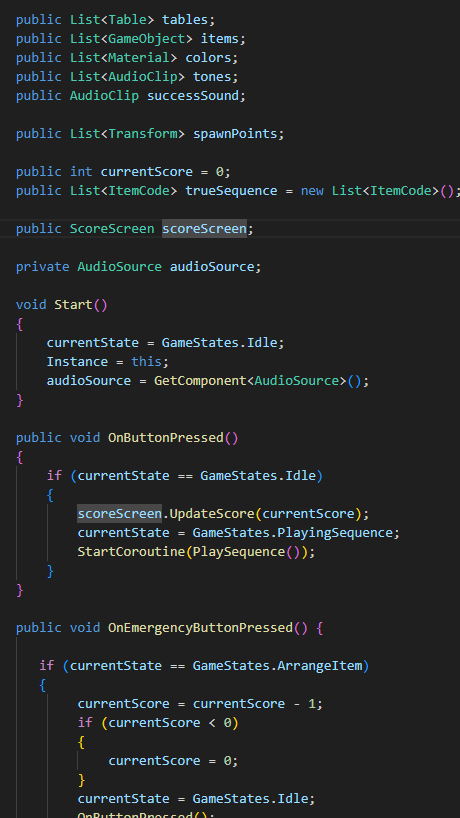 public List<Table> tables;
public List<GameObject> items;
public List<Material> colors;
public List<AudioClip> tones;
public AudioClip successSound;
public List<Transform> spawnPoints;
public int currentScore = 0;
public List<ItemCode> trueSequence = new List<ItemCode>();
public ScoreScreen scoreScreen;
private AudioSource audioSource;
void Start()
{
currentState = GameStates.Idle;
Instance = this;
audioSource = GetComponent<AudioSource>();
}
public void OnButtonPressed()
{
if (currentState == GameStates.Idle)
{
scoreScreen.UpdateScore(currentScore);
currentState = GameStates.PlayingSequence;
StartCoroutine(PlaySequence());
}
}
public void OnEmergencyButtonPressed() {
if (currentState == GameStates.ArrangeItem)
{
currentScore = currentScore - 1;
if (currentScore < 0)
{
currentScore = 0;
}
currentState = GameStates.Idle;
OnButtonPressed();